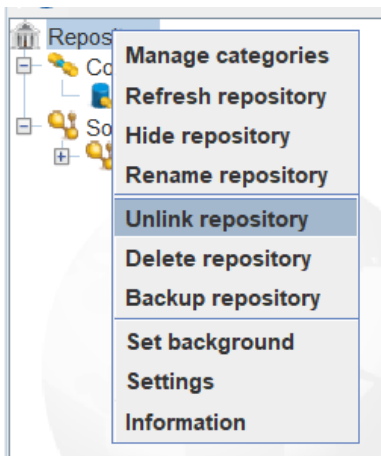 Manage categories
Refresh repository
Hide repository
Rename repository
Unlink repository
Delete repository
Backup repository
Set background
Settings
Information